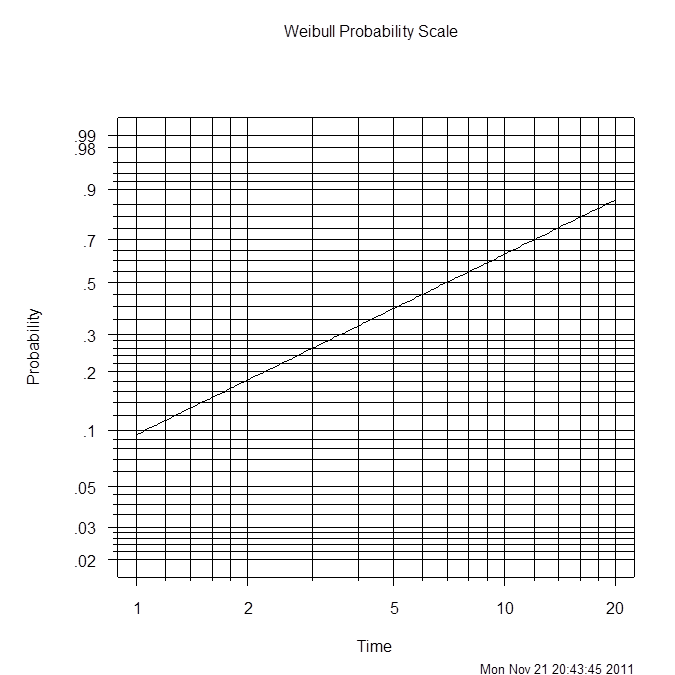 Weibull Probability Scale
.99
.98
.9
.7
.5
.3
.2
.1
.05
.03
.02
Probability
1 2 5 10 20
Time
Mon Nov 21 20:43:45 2011